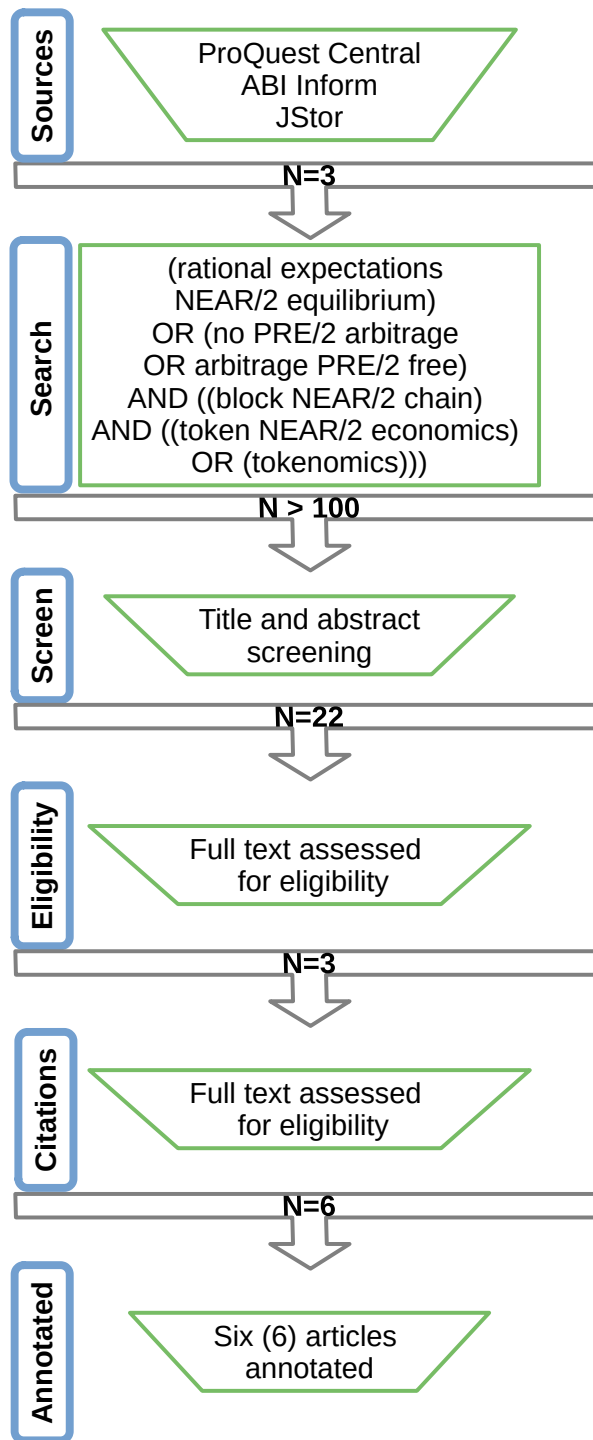 Sources
ProQuest Central
ABI Inform
JStor
N=3
Search
(rational expectations
NEAR/2 equilibrium)
OR (no PRE/2 arbitrage
OR arbitrage PRE/2 free)
AND ((block NEAR/2 chain)
AND ((token NEAR/2 economics)
OR (tokenomics)))
N > 100
Screen
Title and abstract
screening
N=22
Eligibility
Full text assessed
for eligibility
N=3
Citations
Full text assessed
for eligibility
N=6
Annotated
Six (6) articles
annotated